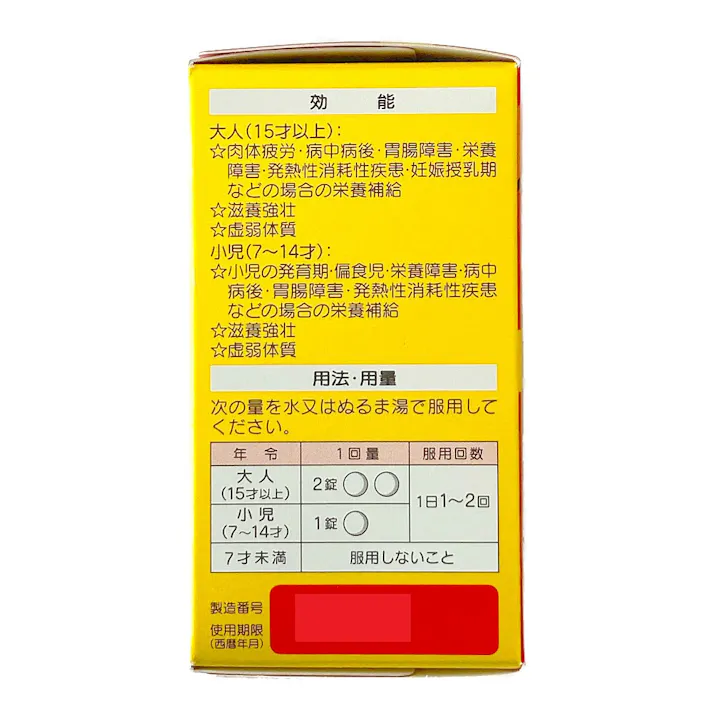 効能
大人(15才以上):
☆肉体疲労・病中病後・胃腸障害・栄養
障害・発熱性消耗性疾患・妊娠授乳期
などの場合の栄養補給
☆滋養強壮
☆虚弱体質
小児(7〜14才):
☆小児の発育期・偏食児・栄養障害・病中
病後・胃腸障害・発熱性消耗性疾患
などの場合の栄養補給
☆滋養強壮
☆虚弱体質
用法・用量
次の量を水又はぬるま湯で服用して
ください。
年令 1回量 服用回数
大人
(15才以上) 2錠 1日1〜2回
小児
(7〜14才) 1錠
7才未満 服用しないこと
製造番号
使用期限
(西暦年月)